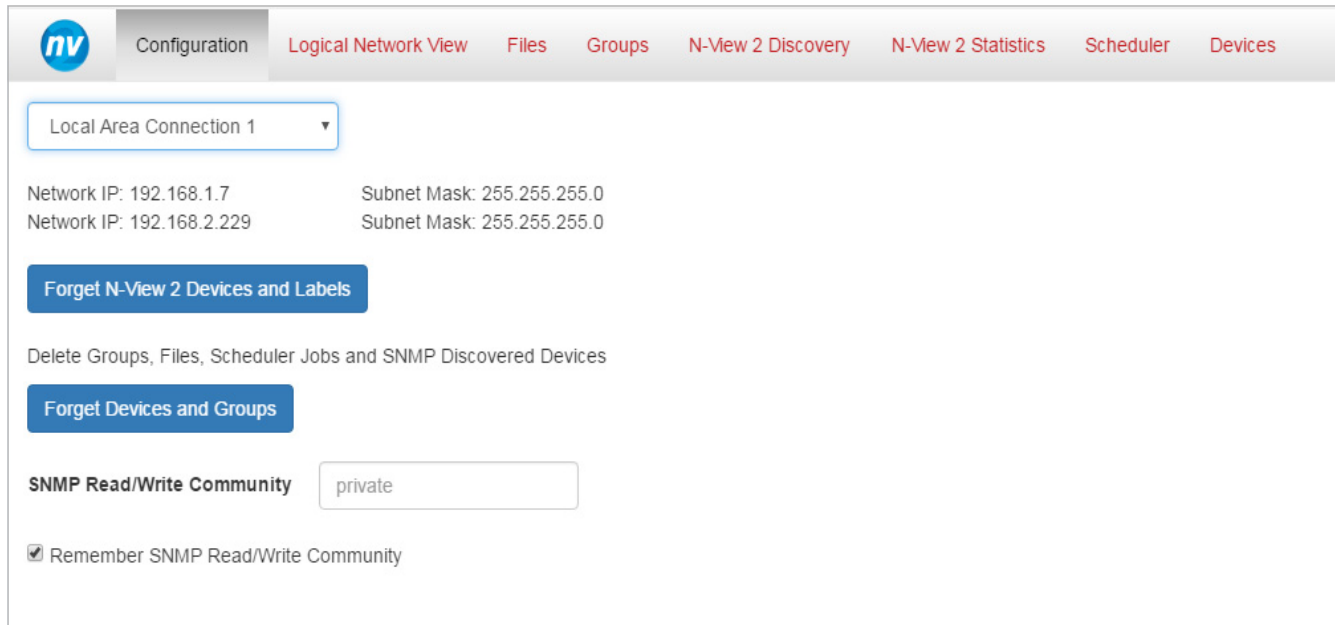 nv
Configuration Logical Network View Files Groups N-View 2 Discovery N-View 2 Statistics Scheduler Devices
Local Area Connection 1
Network IP: 192.168.1.7 Subnet Mask: 255.255.255.0
Network IP: 192.168.2.229 Subnet Mask: 255.255.255.0
Forget N-View 2 Devices and Labels
Delete Groups, Files, Scheduler Jobs and SNMP Discovered Devices
Forget Devices and Groups
SNMP Read/Write Community private
Remember SNMP Read/Write Community